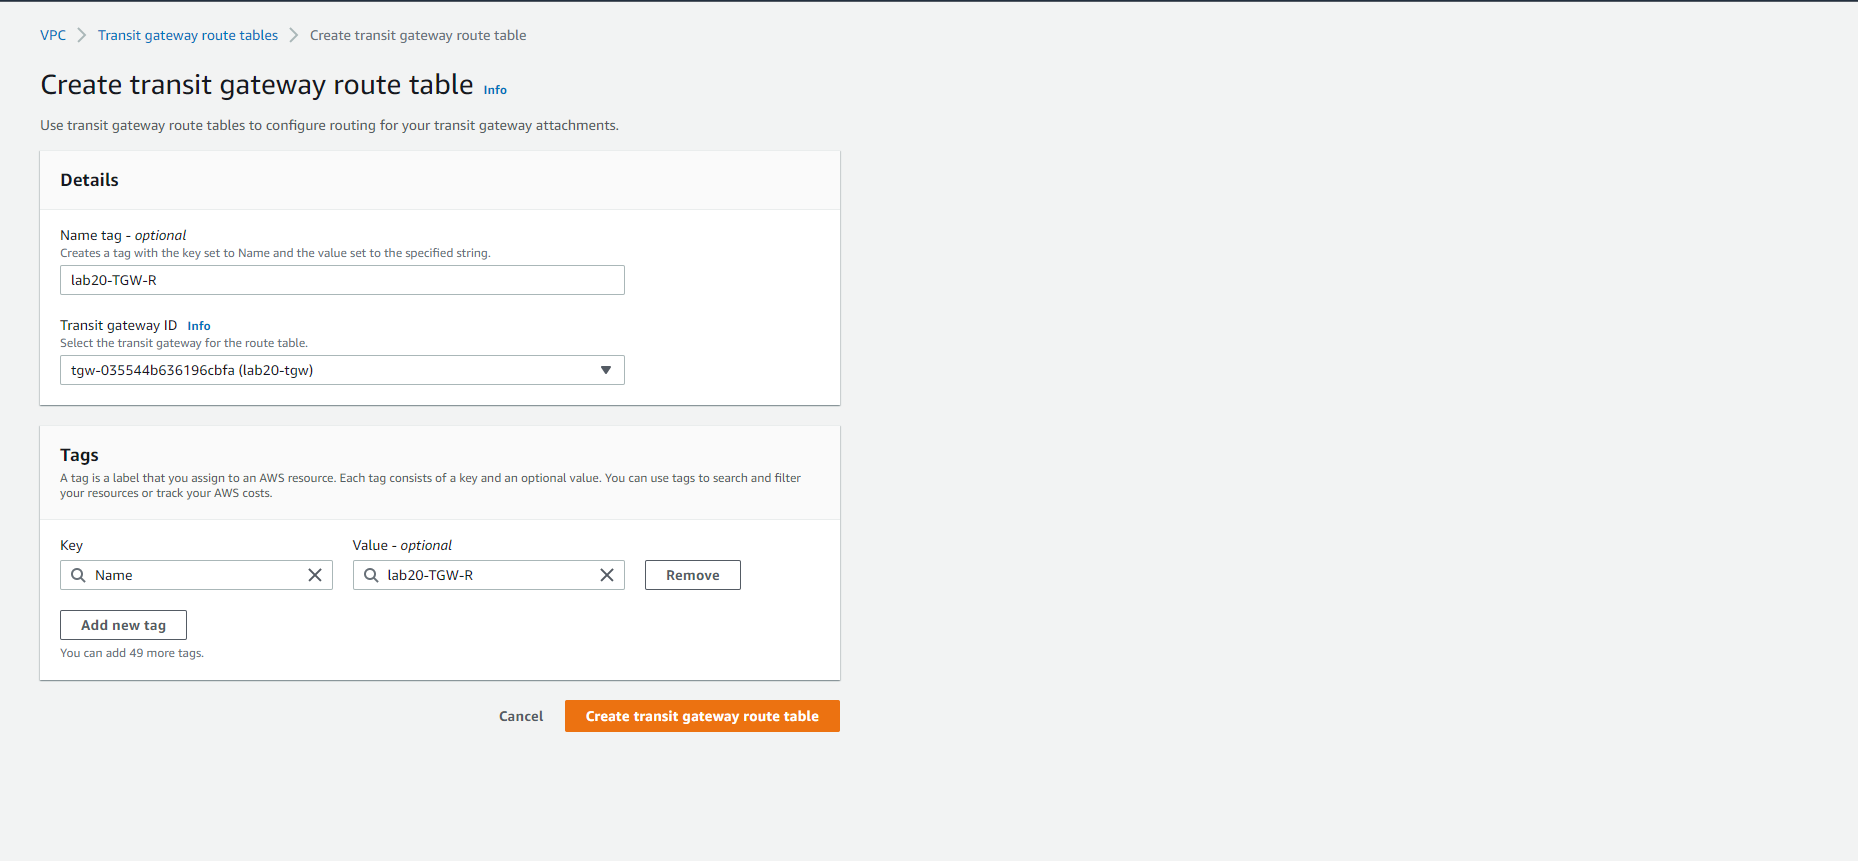 VPC > Transit gateway route tables > Create transit gateway route table
Create transit gateway route table Info
Use transit gateway route tables to configure routing for your transit gateway attachments.
Details
Name tag - optional
Creates a tag with the key set to Name and the value set to the specified string.
lab20-TGW-R
Transit gateway ID Info
Select the transit gateway for the route table.
tgw-035544b636196cbfa (lab20-tgw)
Tags
A tag is a label that you assign to an AWS resource. Each tag consists of a key and an optional value. You can use tags to search and filter
your resources or track your AWS costs.
Key Value - optional
Name lab20-TGW-R Remove
Add new tag
You can add 49 more tags.
Cancel Create transit gateway route table